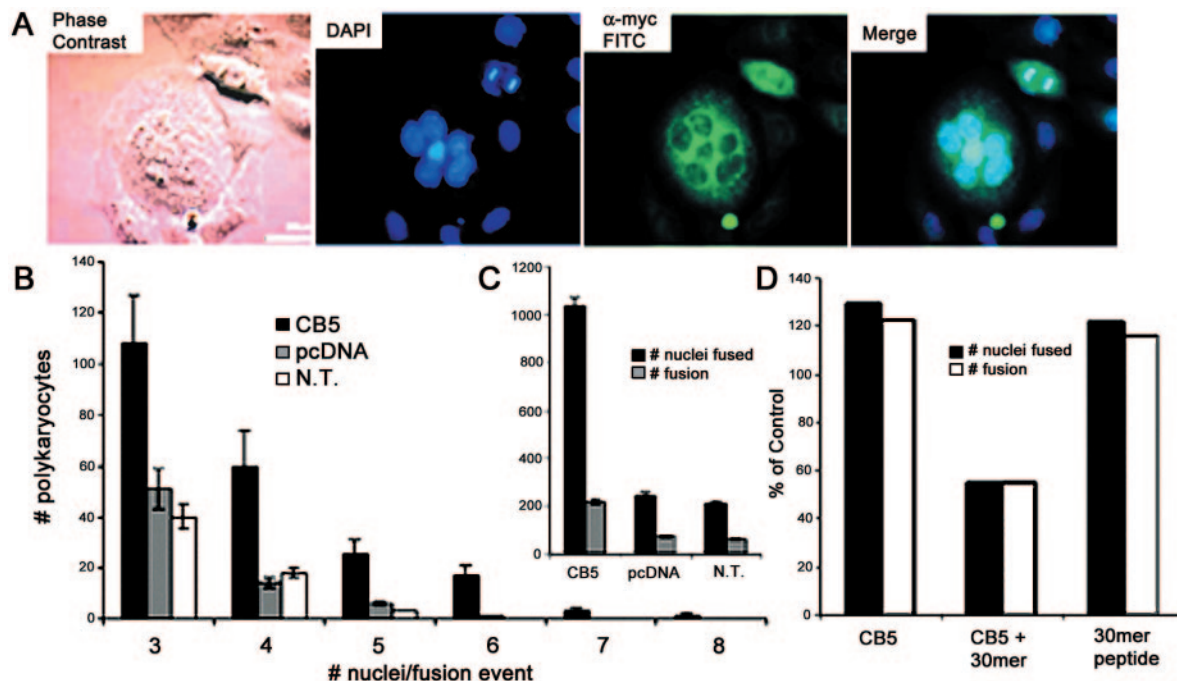 A
Phase
Contrast
DAPI
α-myc
FITC
Merge
B
140
120
100
80
60
40
20
0
# polykaryocytes
CB5
pcDNA
N.T.
3 4 5 6 7 8
# nuclei/fusion event
C
1200
1000
800
600
400
200
0
# nuclei fused
# fusion
CB5 pcDNA N.T.
D
140
120
100
80
60
40
20
0
% of Control
# nuclei fused
# fusion
CB5
CB5 +
30mer
30mer
peptide